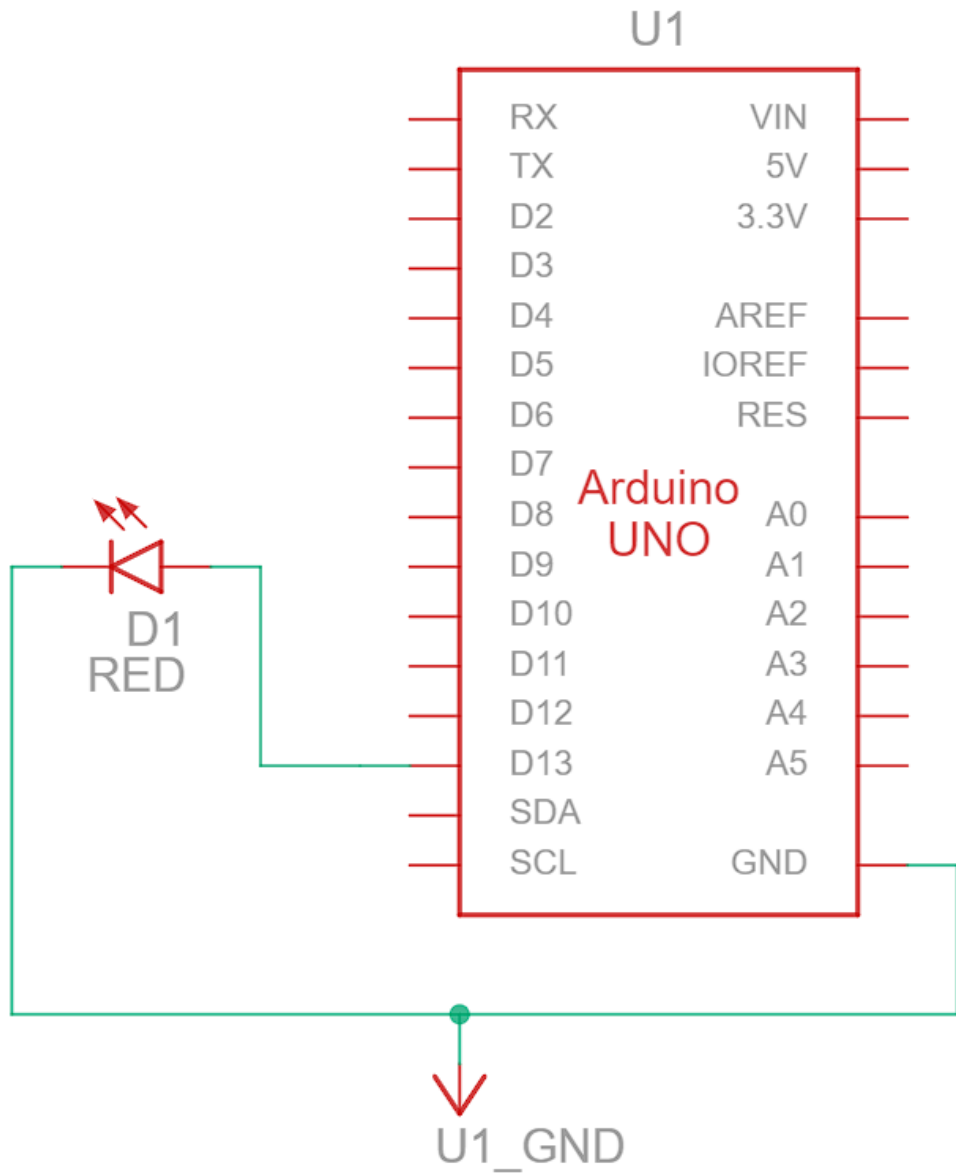 U1
RX VIN
TX 5V
D2 3.3V
D3
D4 AREF
D5 IOREF
D6 RES
D7
Arduino
UNO
D8 A0
D9 A1
D10 A2
D11 A3
D12 A4
D13 A5
SDA
SCL GND
D1
RED
U1_GND